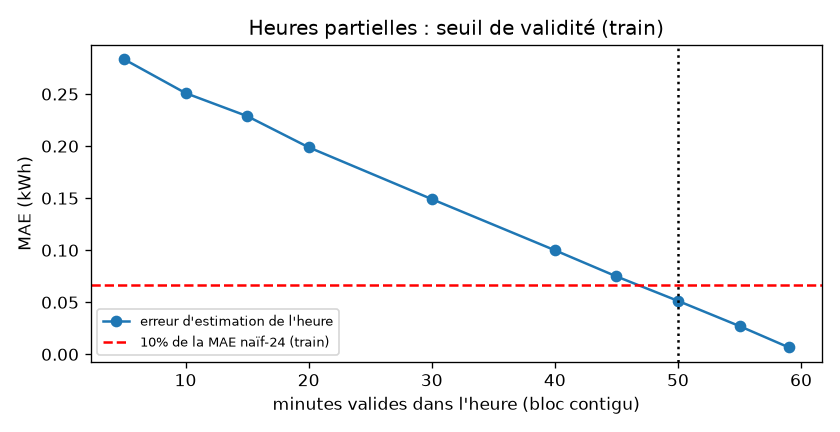 Heures partielles : seuil de validité (train)
MAE (kWh)
0.25
0.20
0.15
0.10
0.05
0.00
erreur d'estimation de l'heure
10% de la MAE naïf-24 (train)
10
20
30
40
50
60
minutes valides dans l'heure (bloc contigu)